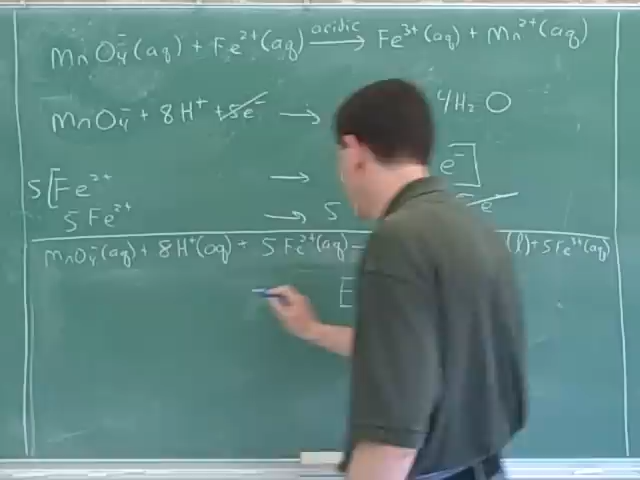 MnO₄⁻(aq) + Fe²⁺(aq) acidic → Fe³⁺(aq) + Mn²⁺(aq)
MnO₄⁻ + 8H⁺ + 5e⁻ → 4H₂O
5[Fe²⁺ → e⁻]
5Fe²⁺ → 5 e
MnO₄⁻(aq) + 8H⁺(aq) + 5Fe²⁺(aq) (l) + 5Fe³⁺(aq)
E